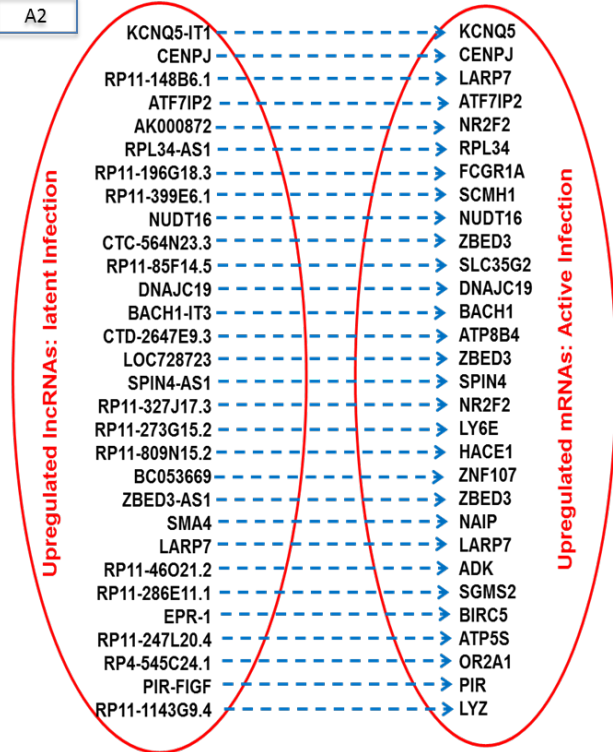 A2
Upregulated lncRNAs: latent Infection
Upregulated mRNAs: Active Infection
KCNQ5-IT1 KCNQ5
CENPJ CENPJ
RP11-148B6.1 LARP7
ATF7IP2 ATF7IP2
AK000872 NR2F2
RPL34-AS1 RPL34
RP11-196G18.3 FCGR1A
RP11-399E6.1 SCMH1
NUDT16 NUDT16
CTC-564N23.3 ZBED3
RP11-85F14.5 SLC35G2
DNAJC19 DNAJC19
BACH1-IT3 BACH1
CTD-2647E9.3 ATP8B4
LOC728723 ZBED3
SPIN4-AS1 SPIN4
RP11-327J17.3 NR2F2
RP11-273G15.2 LY6E
RP11-809N15.2 HACE1
BC053669 ZNF107
ZBED3-AS1 ZBED3
SMA4 NAIP
LARP7 LARP7
RP11-46O21.2 ADK
RP11-286E11.1 SGMS2
EPR-1 BIRC5
RP11-247L20.4 ATP5S
RP4-545C24.1 OR2A1
PIR-FIGF PIR
RP11-1143G9.4 LYZ